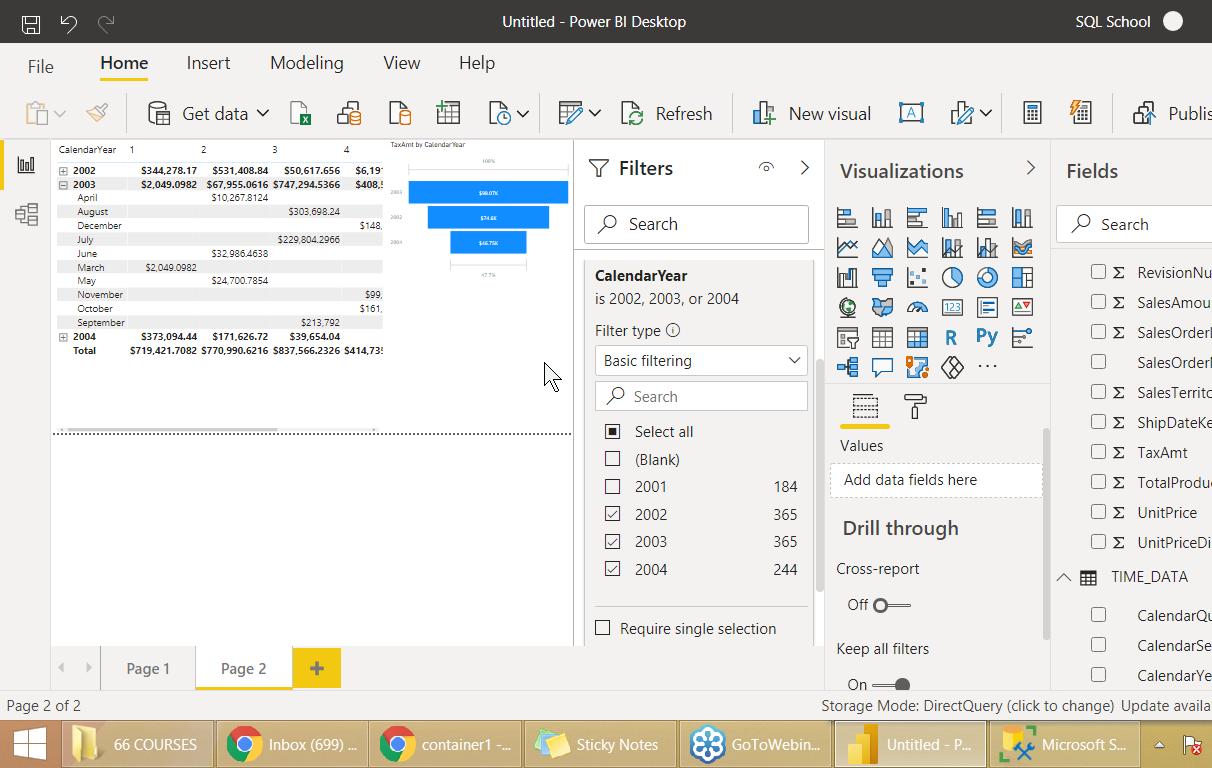 Untitled - Power BI Desktop
SQL School
File Home Insert Modeling View Help
Get data Refresh New visual Publis
CalendarYear 1 2 3 4
2002 $344,278.17 $531,408.84 $50,617.656 $6,19
2003 $2,049.0982 $67,955.0616 $747,294.5366 $408,
April $10,267.8124
August $303,698.24
December $148,
July $229,804.2966
June $32,986.4638
March $2,049.0982
May $24,700.7854
November $99,
October $161,
September $213,792
2004 $373,094.44 $171,626.72 $39,654.04
Total $719,421.7082 $770,990.6216 $837,566.2326 $414,73
TaxAmt by CalendarYear
100%
2003 $98.07K
2002 $74.6K
2004 $46.75K
47.7%
Filters
Search
CalendarYear
is 2002, 2003, or 2004
Filter type
Basic filtering
Search
Select all
(Blank)
2001 184
2002 365
2003 365
2004 244
Require single selection
Visualizations
123
R Py
Values
Add data fields here
Drill through
Cross-report
Off
Keep all filters
On
Fields
Search
Σ RevisionNu
Σ SalesAmou
Σ SalesOrderI
SalesOrderI
Σ SalesTerrito
Σ ShipDateKe
Σ TaxAmt
Σ TotalProduc
Σ UnitPrice
Σ UnitPriceDi
TIME_DATA
CalendarQu
CalendarSe
CalendarYe
Page 1 Page 2 +
Page 2 of 2
Storage Mode: DirectQuery (click to change) Update availa
66 COURSES
Inbox (699) ...
container1 -...
Sticky Notes
GoToWebin...
Untitled - P...
Microsoft S...